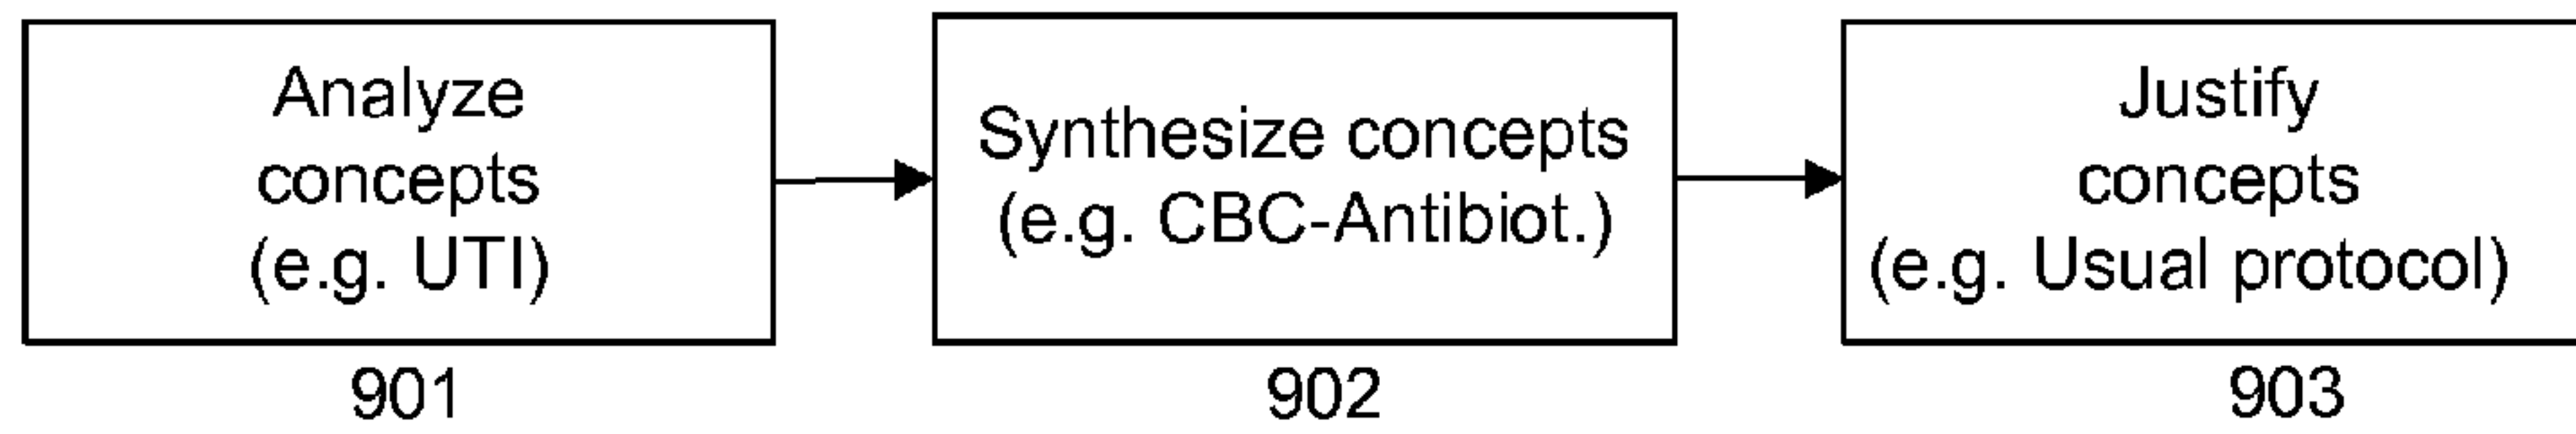 Analyze
concepts
(e.g. UTI)
901
Synthesize concepts
(e.g. CBC-Antibiot.)
902
Justify
concepts
(e.g. Usual protocol)
903